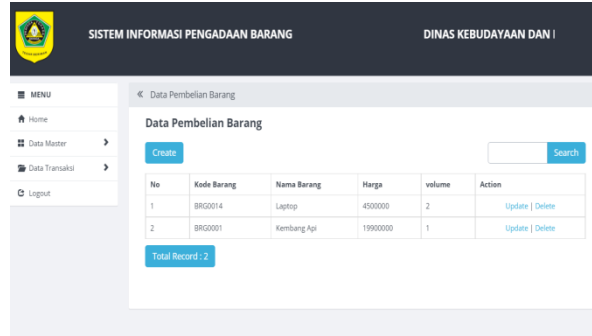 SISTEM INFORMASI PENGADAAN BARANG
DINAS KEBUDAYAAN DAN
MENU
Home
Data Master
Data Transaksi
Logout
« Data Pembelian Barang
Data Pembelian Barang
Create
Search
No Kode Barang Nama Barang Harga volume Action
1 BRG0014 Laptop 4500000 2 Update | Delete
2 BRG0001 Kembang Api 19900000 1 Update | Delete
Total Record : 2